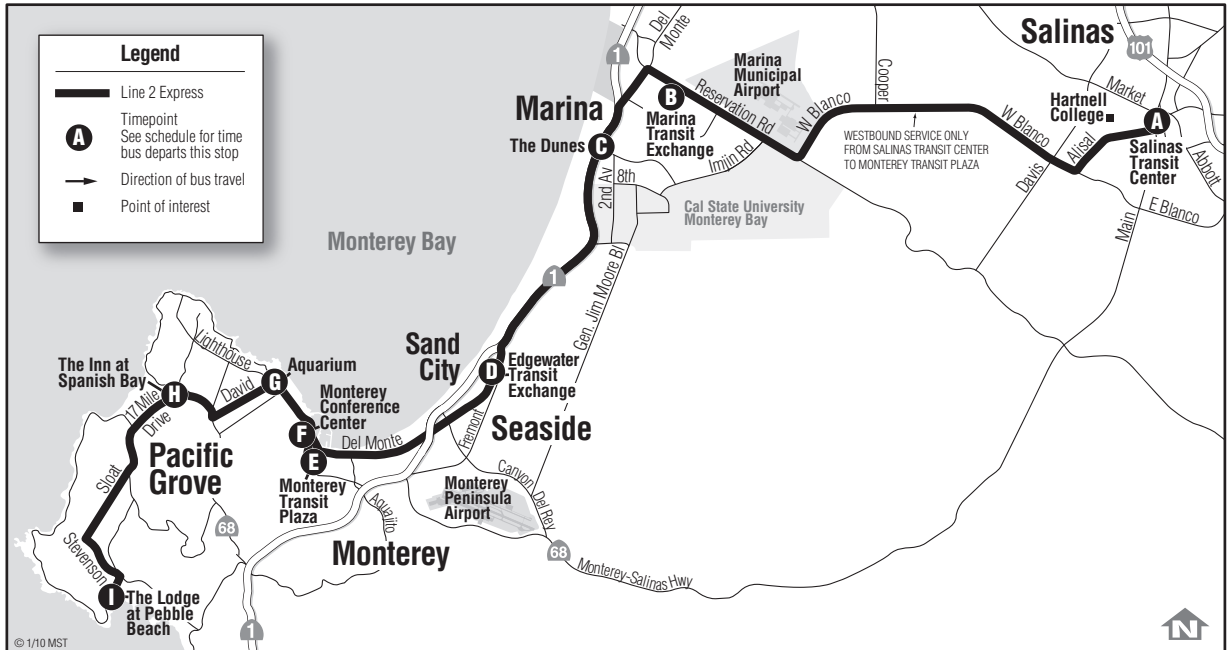 Legend
Line 2 Express
A
Timepoint
See schedule for time
bus departs this stop
Direction of bus travel
Point of interest
Salinas
101
1
Del
Monte
Marina
Municipal
Airport
Cooper
Market
Hartnell
College
A
Salinas
Transit
Center
Abbott
Marina
B
Marina
Transit
Exchange
Reservation Rd
W Blanco
W Blanco
Alisal
Davis
E Blanco
Main
WESTBOUND SERVICE ONLY
FROM SALINAS TRANSIT CENTER
TO MONTEREY TRANSIT PLAZA
The Dunes
C
Imjin Rd
8th
2nd Av
Cal State University
Monterey Bay
Monterey Bay
1
Gen. Jim Moore Bl
Sand
City
D
Edgewater
Transit
Exchange
Lighthouse
The Inn at
Spanish Bay
H
David
G
Aquarium
Monterey
Conference
Center
17 Mile
Drive
F
E
Del Monte
Fremont
Seaside
Pacific
Grove
Sloat
Monterey
Transit
Plaza
Canyon Del Rey
Monterey
Peninsula
Airport
Aguajito
68
Monterey
68
Monterey-Salinas Hwy
Stevenson
I
The Lodge
at Pebble
Beach
1
N
© 1/10 MST